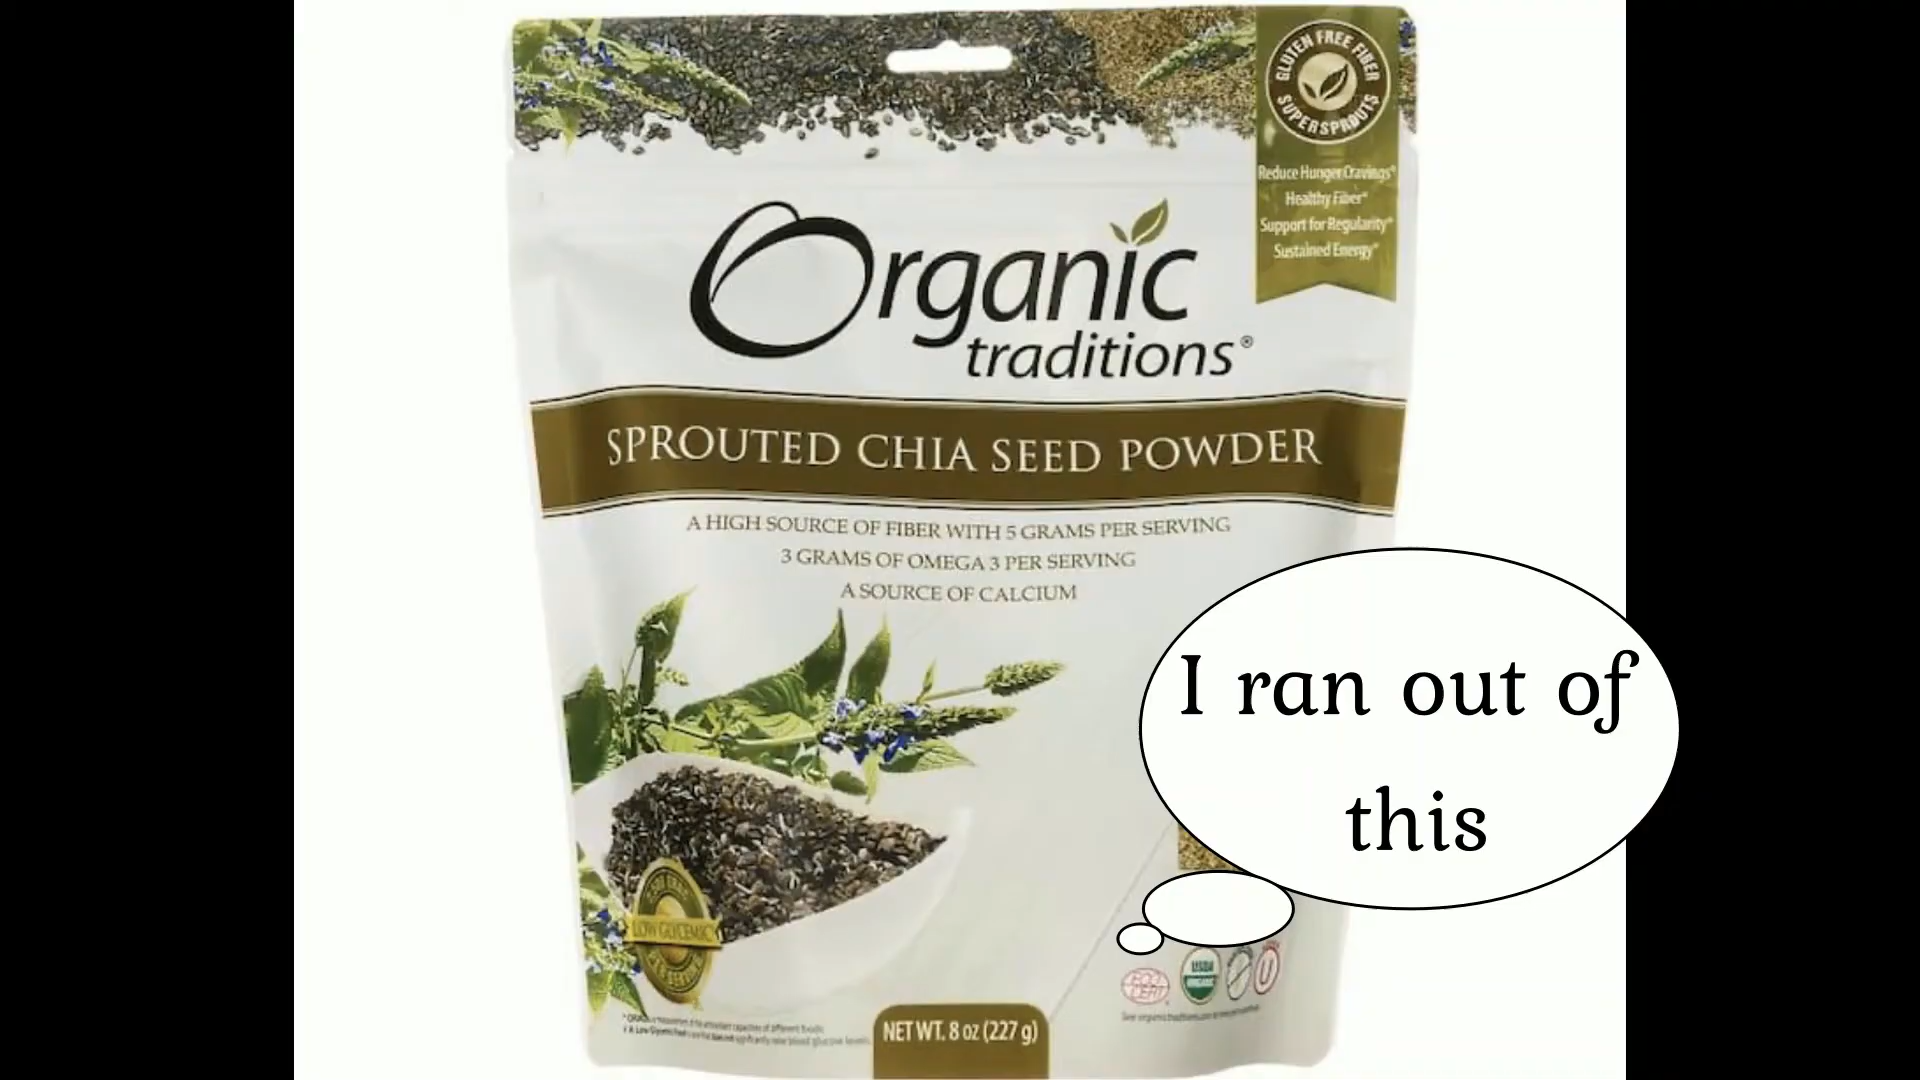 GLUTEN FREE FIBER
SUPERSPROUTS
Reduce Hunger Cravings*
Healthy Fiber*
Support for Regularity*
Sustained Energy*
Organic
traditions®
SPROUTED CHIA SEED POWDER
A HIGH SOURCE OF FIBER WITH 5 GRAMS PER SERVING
3 GRAMS OF OMEGA 3 PER SERVING
A SOURCE OF CALCIUM
I ran out of
this
LOW GLYCEMIC
USDA
ORGANIC
NET WT. 8 oz (227 g)